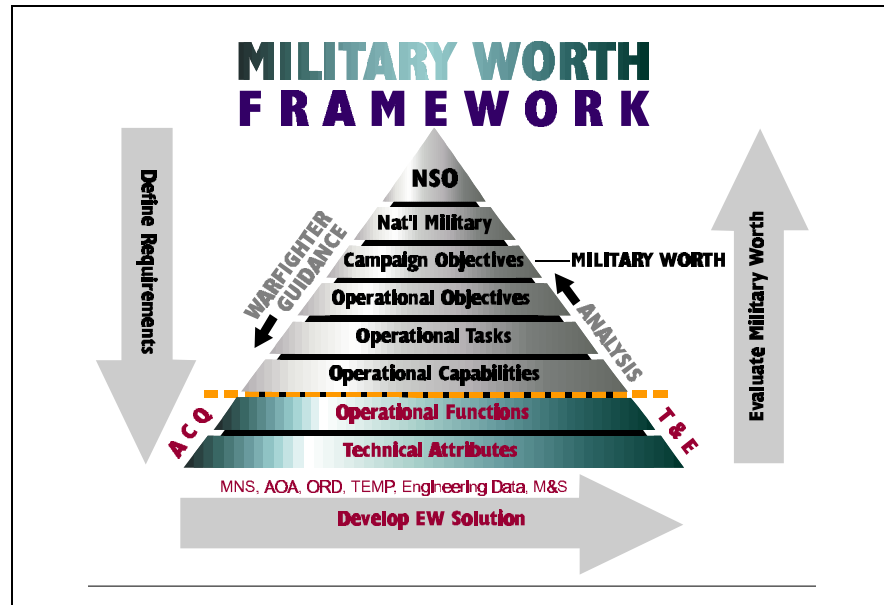 MILITARY WORTH
FRAMEWORK
Define Requirements
WARFIGHTER
GUIDANCE
NSO
Nat'l Military
Campaign Objectives
MILITARY WORTH
Operational Objectives
Operational Tasks
Operational Capabilities
ANALYSIS
Evaluate Military Worth
ACQ
Operational Functions
T&E
Technical Attributes
MNS, AOA, ORD, TEMP, Engineering Data, M&S
Develop EW Solution